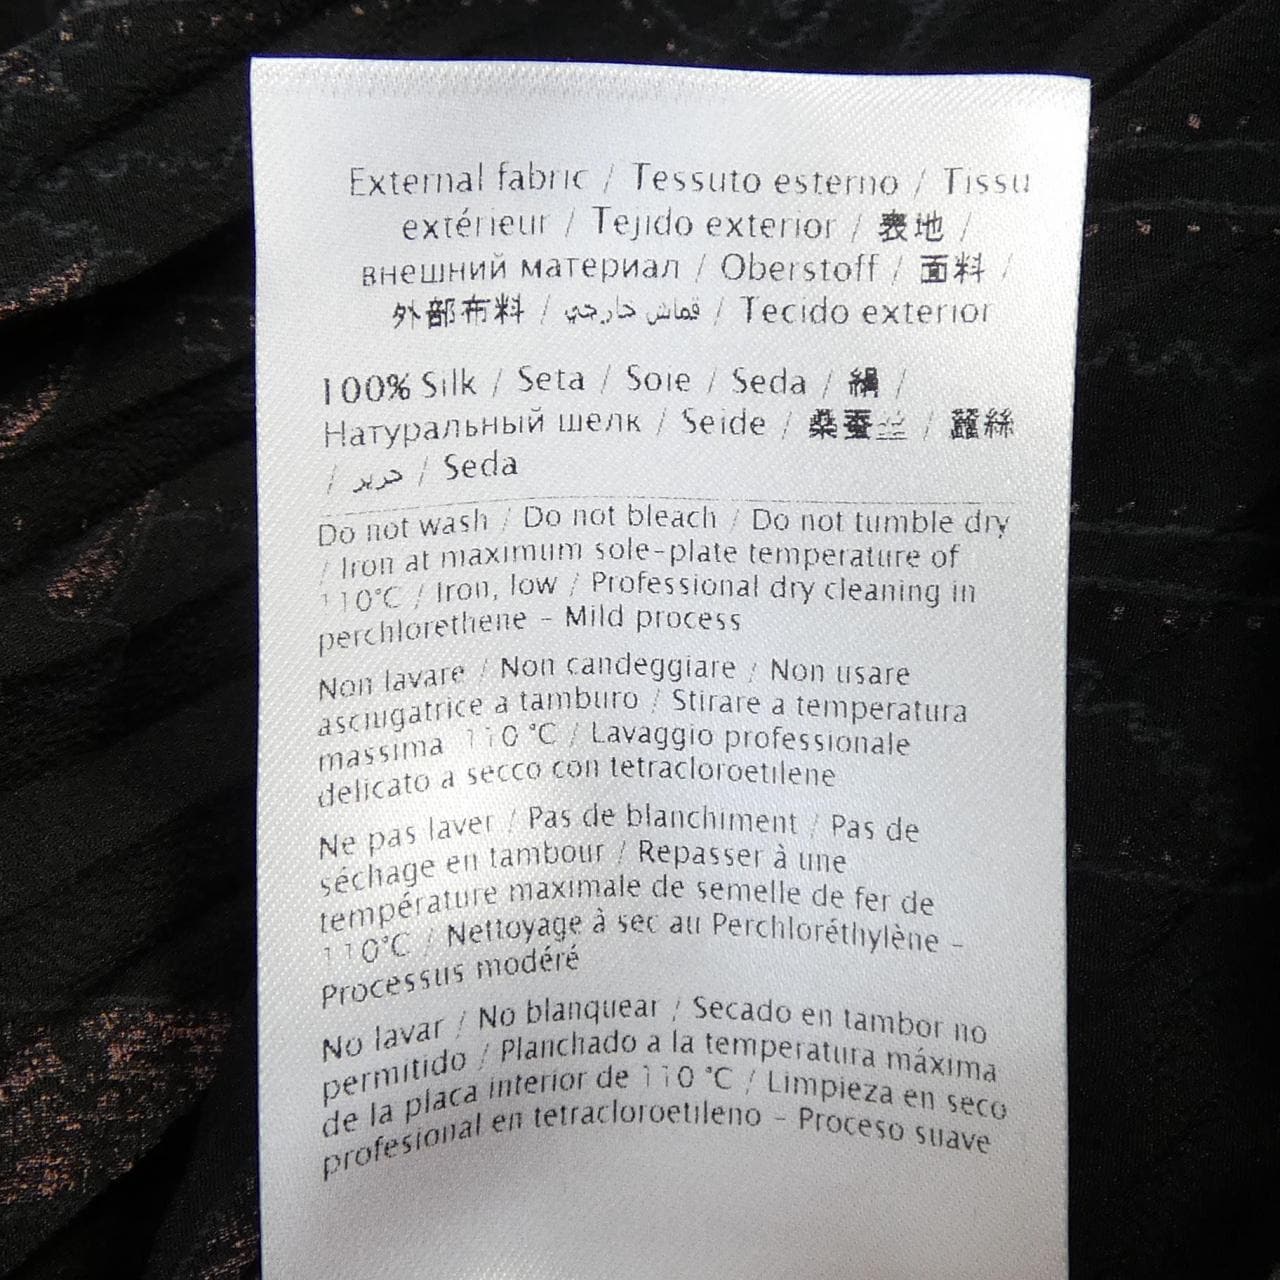 External fabric / Tessuto esterno / Tissu
extérieur / Tejido exterior / 表地 /
внешний материал / Oberstoff / 面料 /
外部布料 / قماش خارجي / Tecido exterior
100% Silk / Seta / Soie / Seda / 絹 /
Натуральный шелк / Seide / 桑蚕丝 / 蠶絲
/ حرير / Seda
Do not wash / Do not bleach / Do not tumble dry
/ Iron at maximum sole-plate temperature of
110°C / Iron, low / Professional dry cleaning in
perchlorethene - Mild process
Non lavare / Non candeggiare / Non usare
asciugatrice a tamburo / Stirare a temperatura
massima 110 °C / Lavaggio professionale
delicato a secco con tetracloroetilene
Ne pas laver / Pas de blanchiment / Pas de
séchage en tambour / Repasser à une
température maximale de semelle de fer de
110°C / Nettoyage à sec au Perchloréthylène -
Processus modéré
No lavar / No blanquear / Secado en tambor no
permitido / Planchado a la temperatura máxima
de la placa interior de 110 °C / Limpieza en seco
profesional en tetracloroetileno - Proceso suave